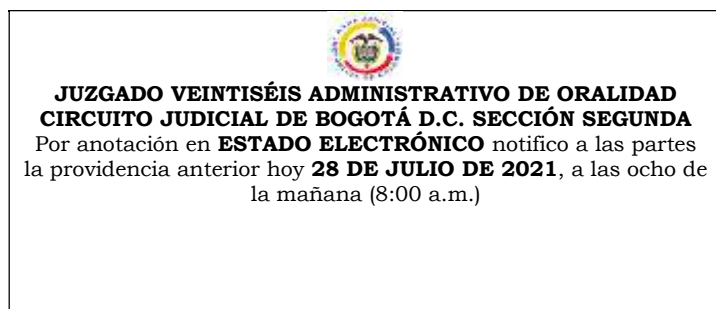 JUZGADO VEINTISÉIS ADMINISTRATIVO DE ORALIDAD
CIRCUITO JUDICIAL DE BOGOTÁ D.C. SECCIÓN SEGUNDA
Por anotación en ESTADO ELECTRÓNICO notifico a las partes
la providencia anterior hoy 28 DE JULIO DE 2021, a las ocho de
la mañana (8:00 a.m.)